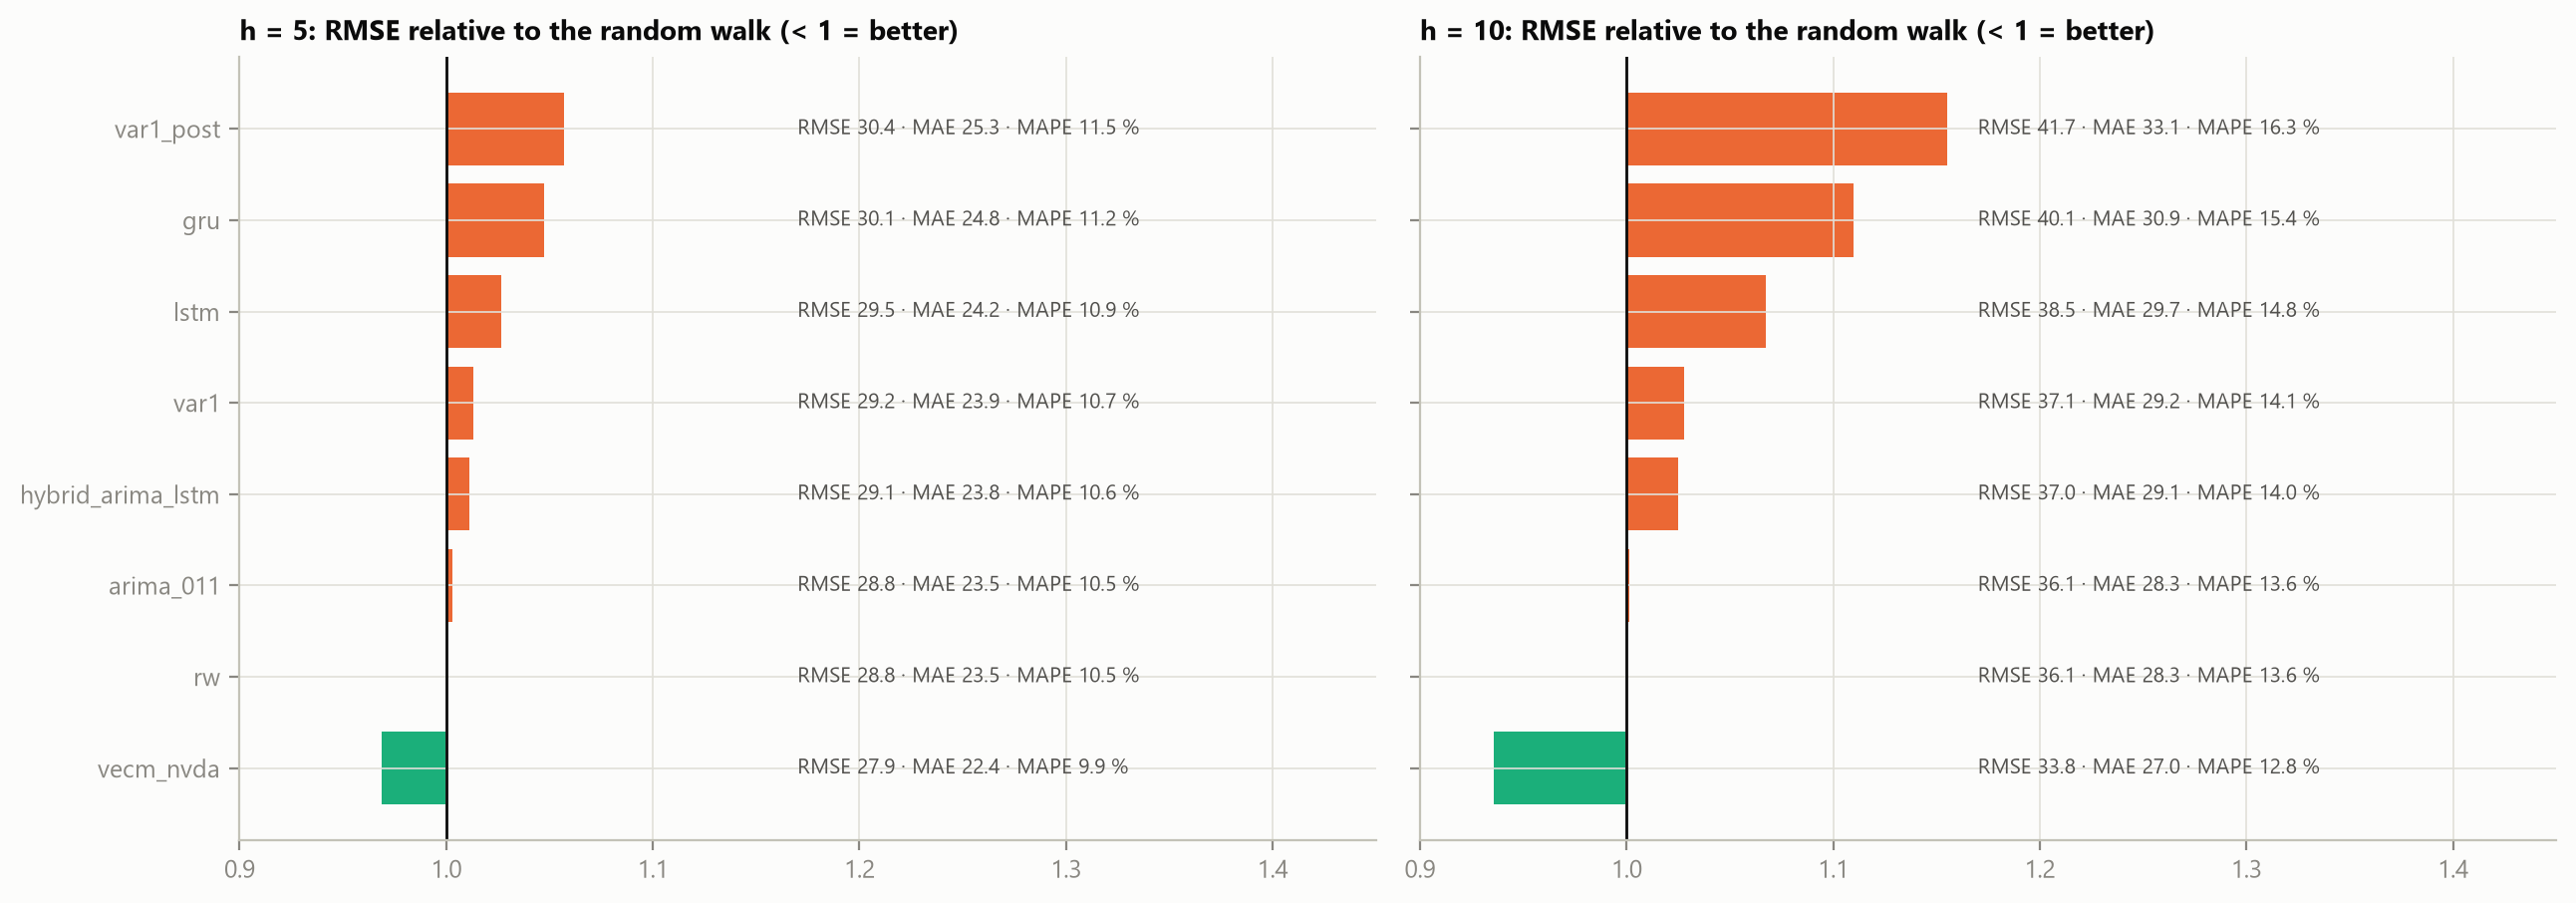 h = 5: RMSE relative to the random walk (< 1 = better)
var1_post
RMSE 30.4 · MAE 25.3 · MAPE 11.5 %
gru
RMSE 30.1 · MAE 24.8 · MAPE 11.2 %
lstm
RMSE 29.5 · MAE 24.2 · MAPE 10.9 %
var1
RMSE 29.2 · MAE 23.9 · MAPE 10.7 %
hybrid_arima_lstm
RMSE 29.1 · MAE 23.8 · MAPE 10.6 %
arima_011
RMSE 28.8 · MAE 23.5 · MAPE 10.5 %
rw
RMSE 28.8 · MAE 23.5 · MAPE 10.5 %
vecm_nvda
RMSE 27.9 · MAE 22.4 · MAPE 9.9 %
0.9 1.0 1.1 1.2 1.3 1.4
h = 10: RMSE relative to the random walk (< 1 = better)
RMSE 41.7 · MAE 33.1 · MAPE 16.3 %
RMSE 40.1 · MAE 30.9 · MAPE 15.4 %
RMSE 38.5 · MAE 29.7 · MAPE 14.8 %
RMSE 37.1 · MAE 29.2 · MAPE 14.1 %
RMSE 37.0 · MAE 29.1 · MAPE 14.0 %
RMSE 36.1 · MAE 28.3 · MAPE 13.6 %
RMSE 36.1 · MAE 28.3 · MAPE 13.6 %
RMSE 33.8 · MAE 27.0 · MAPE 12.8 %
0.9 1.0 1.1 1.2 1.3 1.4